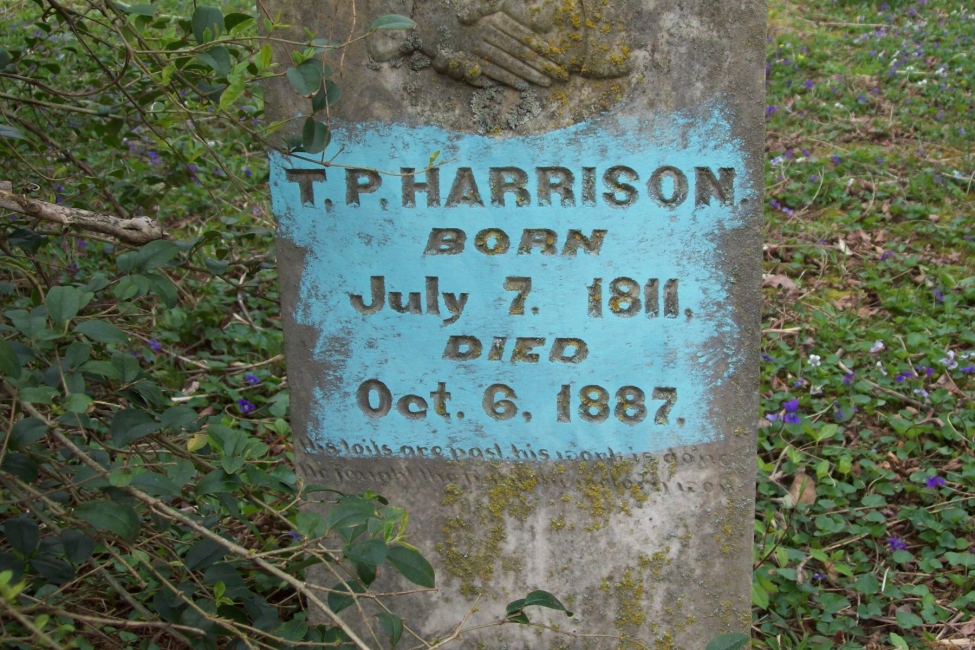 T. P. HARRISON.
BORN
July 7. 1811.
DIED
Oct. 6, 1887.
His toils are past his work is done